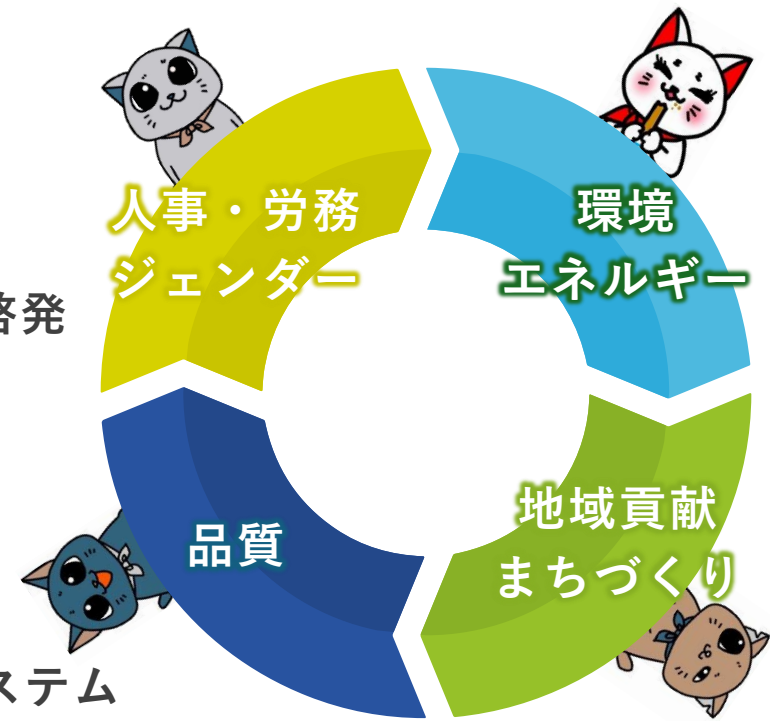 人事・労務
ジェンダー
環境
エネルギー
啓発
地域貢献
まちづくり
品質
ステム